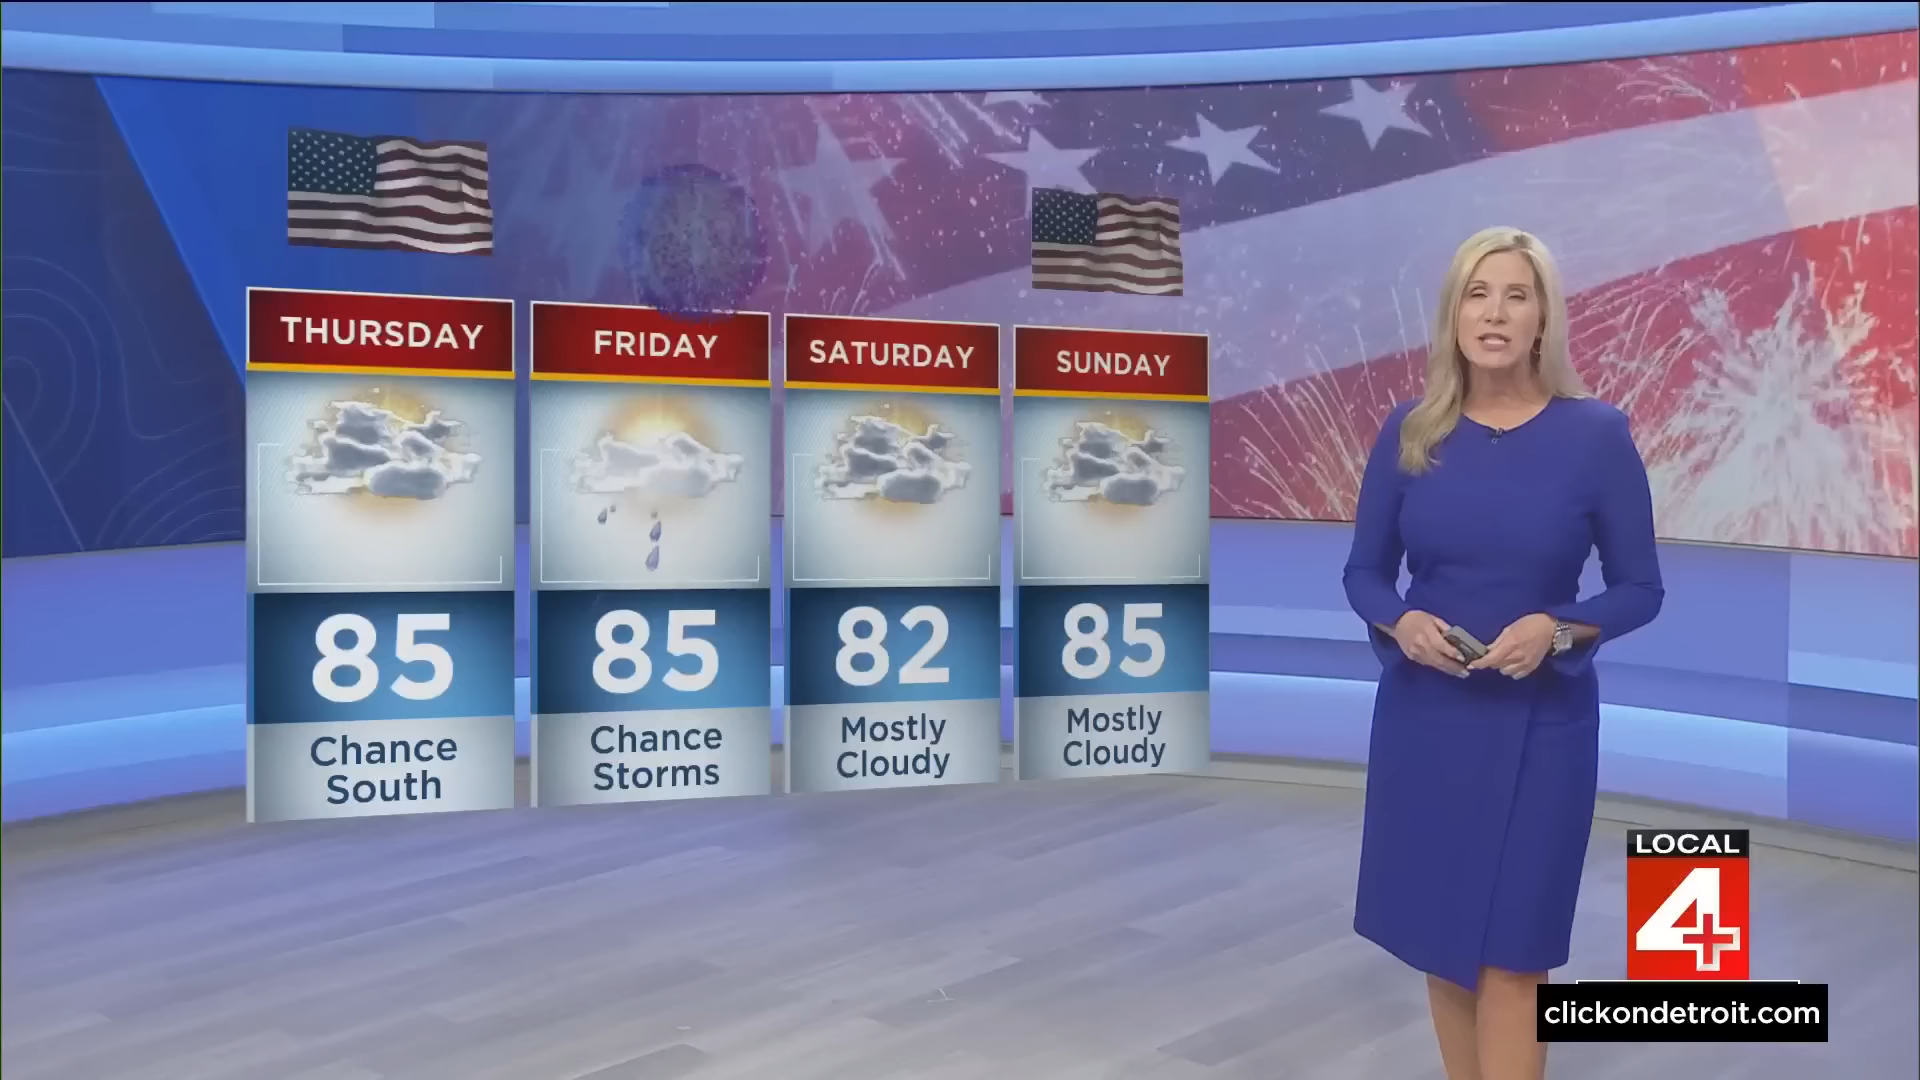 THURSDAY
85
Chance
South
FRIDAY
85
Chance
Storms
SATURDAY
82
Mostly
Cloudy
SUNDAY
85
Mostly
Cloudy
LOCAL
4+
clickondetroit.com